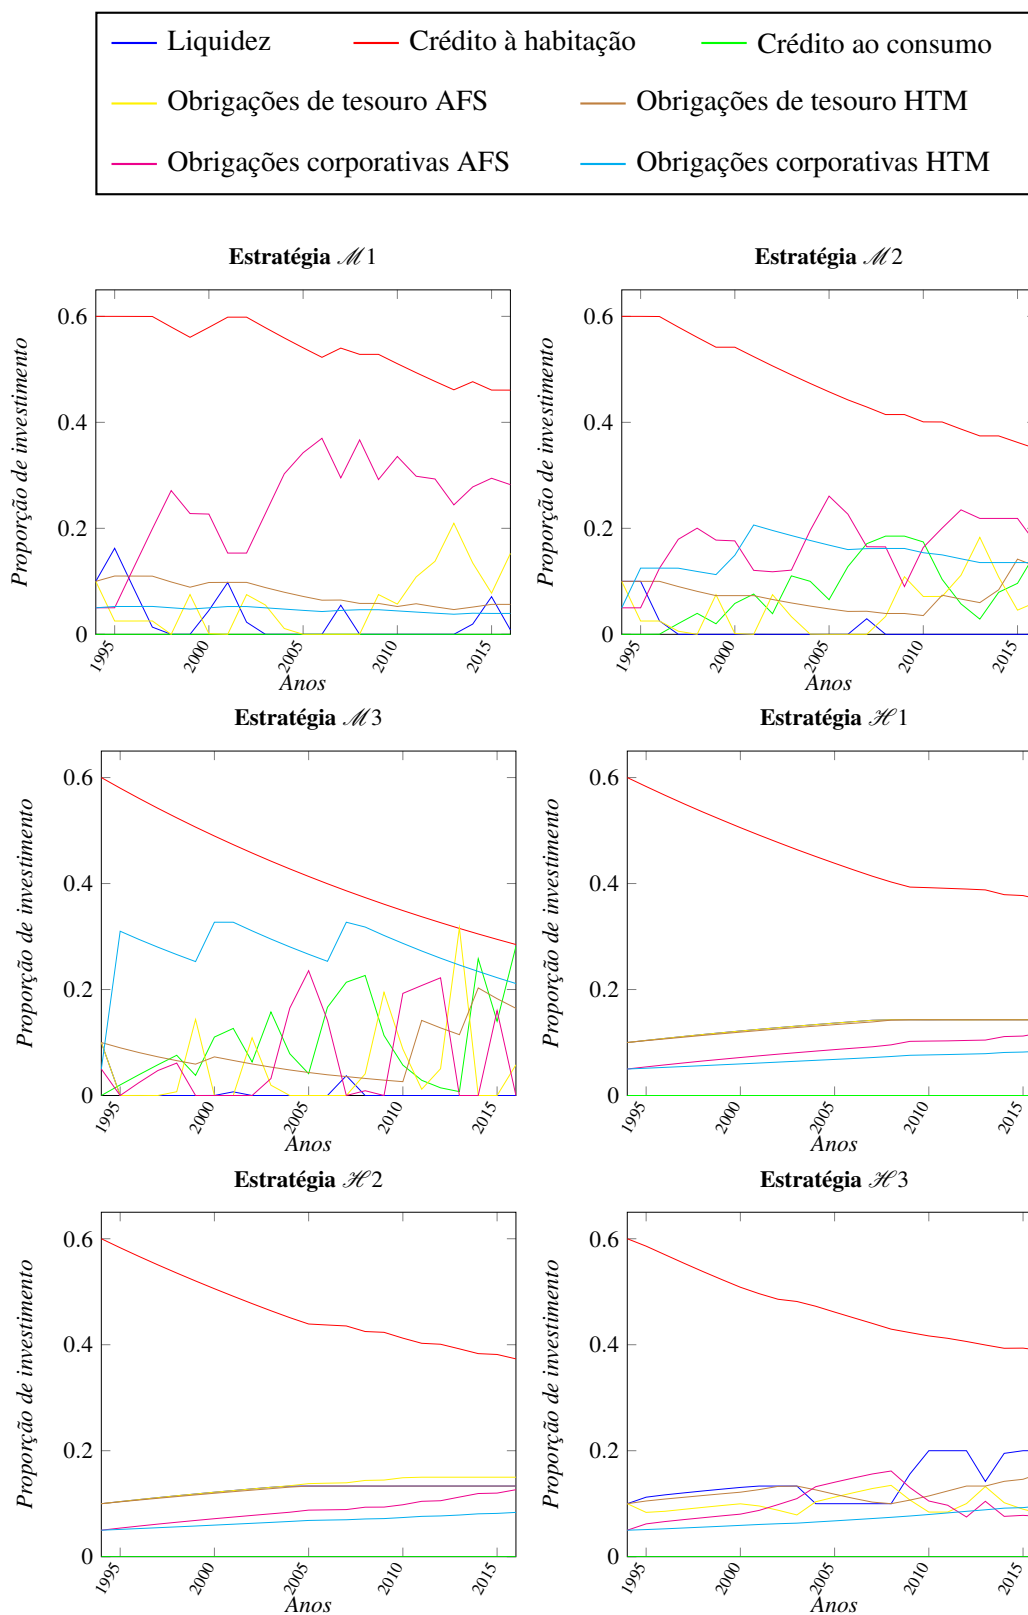 Liquidez Crédito à habitação Crédito ao consumo
Obrigações de tesouro AFS Obrigações de tesouro HTM
Obrigações corporativas AFS Obrigações corporativas HTM
Estratégia ℳ1
Proporção de investimento
0.6
0.4
0.2
0
1995 2000 2005 2010 2015
Anos
Estratégia ℳ2
Proporção de investimento
0.6
0.4
0.2
0
1995 2000 2005 2010 2015
Anos
Estratégia ℳ3
Proporção de investimento
0.6
0.4
0.2
0
1995 2000 2005 2010 2015
Anos
Estratégia ℋ1
Proporção de investimento
0.6
0.4
0.2
0
1995 2000 2005 2010 2015
Anos
Estratégia ℋ2
Proporção de investimento
0.6
0.4
0.2
0
1995 2000 2005 2010 2015
Anos
Estratégia ℋ3
Proporção de investimento
0.6
0.4
0.2
0
1995 2000 2005 2010 2015
Anos